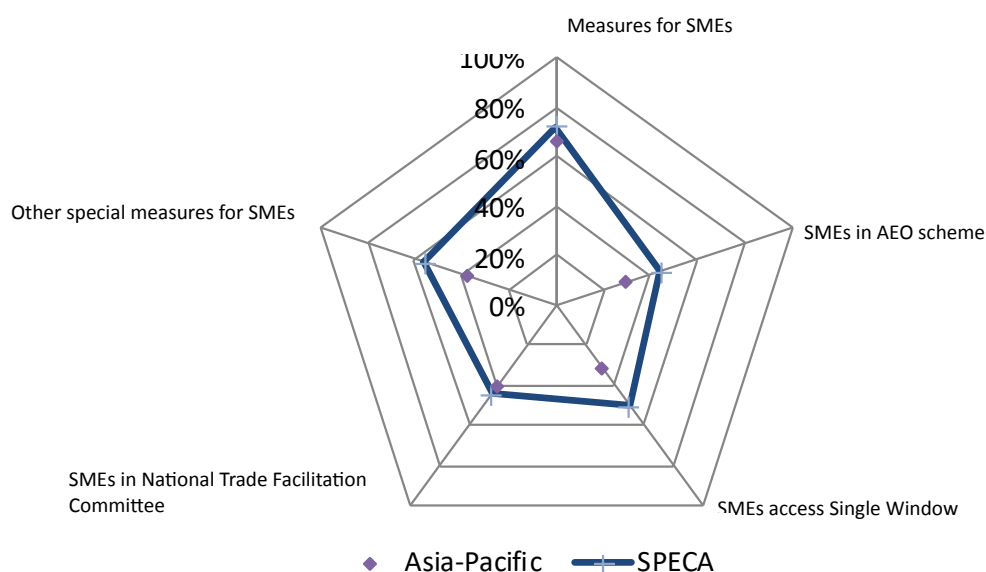 Measures for SMEs
100%
80%
60%
Other special measures for SMEs
SMEs in AEO scheme
40%
20%
0%
SMEs in National Trade Facilitation
Committee
SMEs access Single Window
Asia-Pacific
SPECA